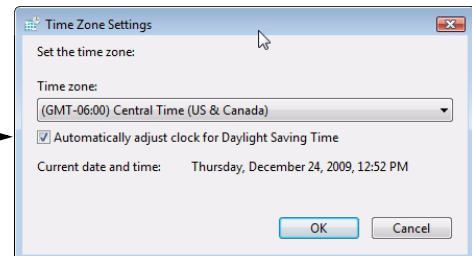 Time Zone Settings
Set the time zone:
Time zone:
(GMT-06:00) Central Time (US & Canada)
Automatically adjust clock for Daylight Saving Time
Current date and time: Thursday, December 24, 2009, 12:52 PM
OK Cancel